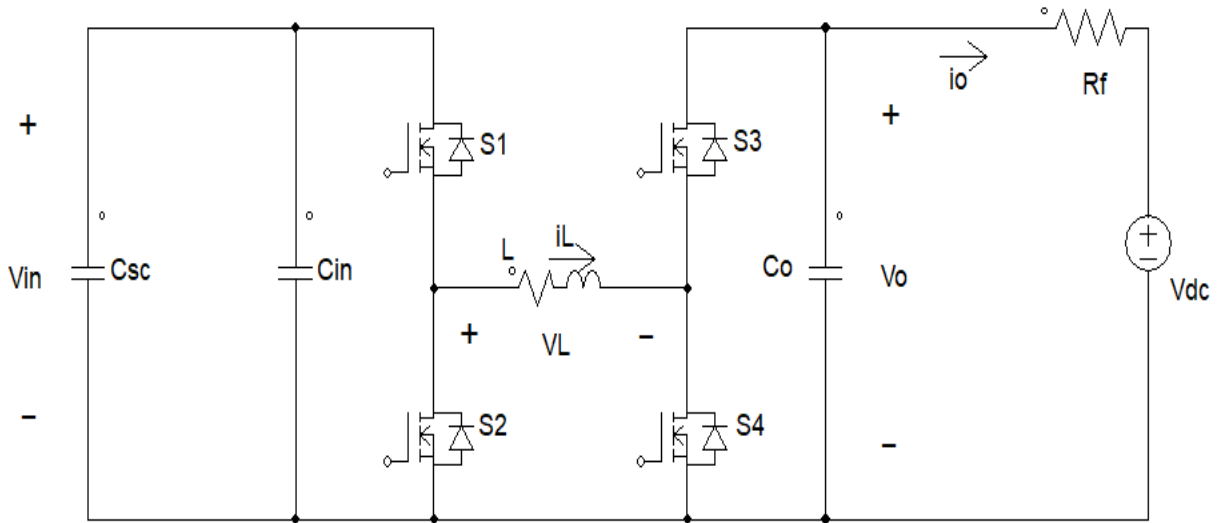 io
Rf
+
+
S1
S3
L
iL
Vin
Csc
Cin
Co
Vo
+
−
Vdc
+
VL
−
−
S2
S4
−